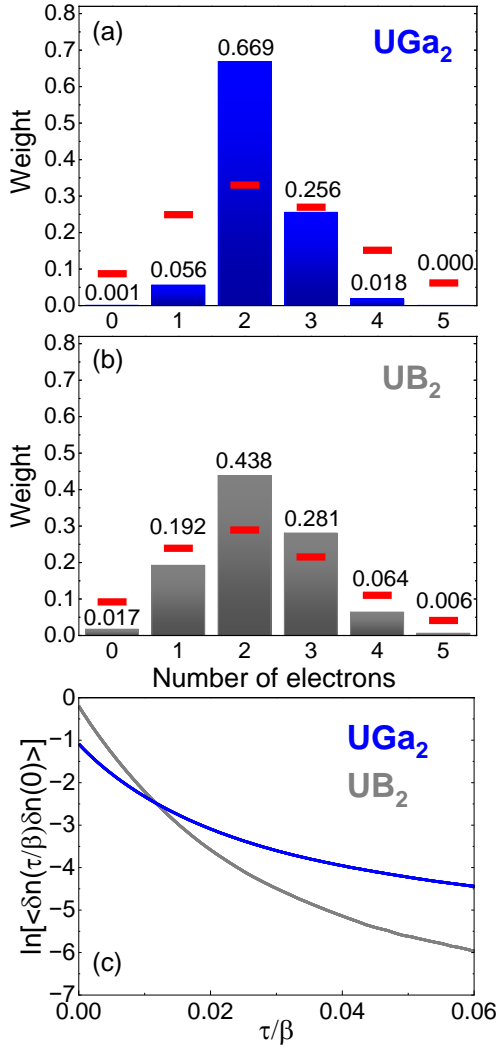 (a)
UGa₂
Weight
0.8
0.7
0.6
0.5
0.4
0.3
0.2
0.1
0.0
0.001
0.056
0.669
0.256
0.018
0.000
0 1 2 3 4 5
(b)
UB₂
Weight
0.8
0.7
0.6
0.5
0.4
0.3
0.2
0.1
0.0
0.017
0.192
0.438
0.281
0.064
0.006
0 1 2 3 4 5
Number of electrons
ln[<δn(τ/β)δn(0)>]
0
−1
−2
−3
−4
−5
−6
−7
UGa₂
UB₂
(c)
0.00 0.02 0.04 0.06
τ/β